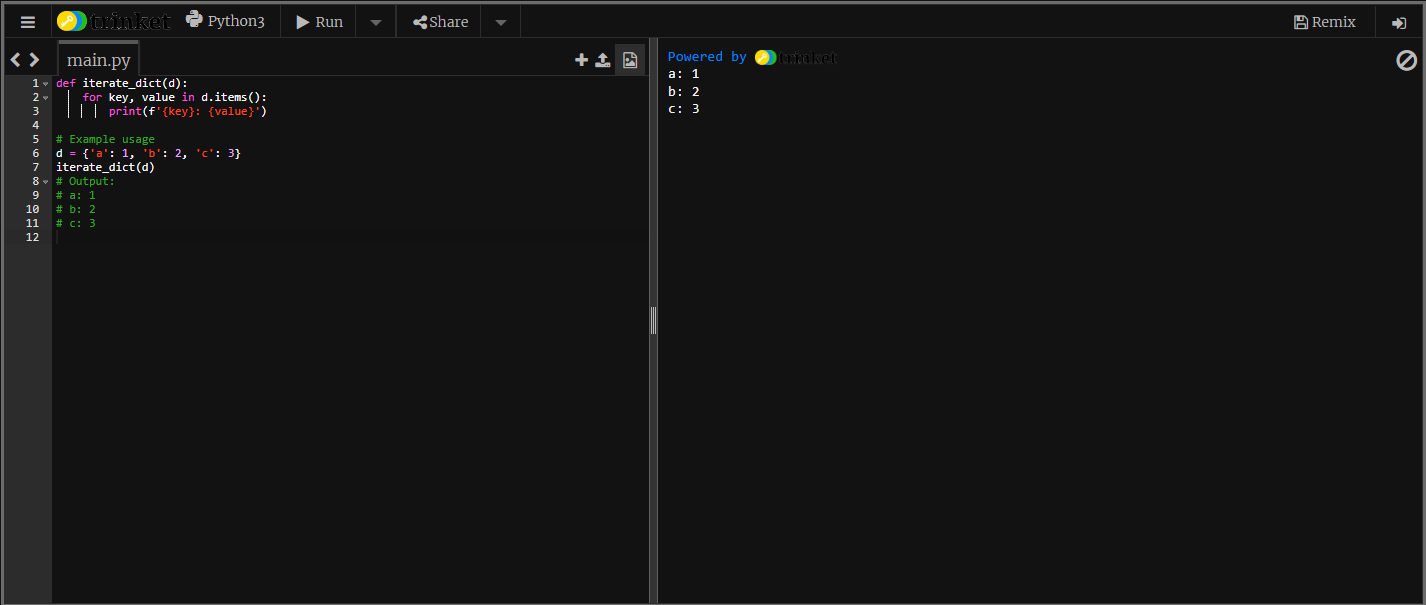 trinket Python3 Run Share Remix
main.py
1 def iterate_dict(d):
2     for key, value in d.items():
3         print(f'{key}: {value}')
4
5 # Example usage
6 d = {'a': 1, 'b': 2, 'c': 3}
7 iterate_dict(d)
8 # Output:
9 # a: 1
10 # b: 2
11 # c: 3
12
Powered by trinket
a: 1
b: 2
c: 3